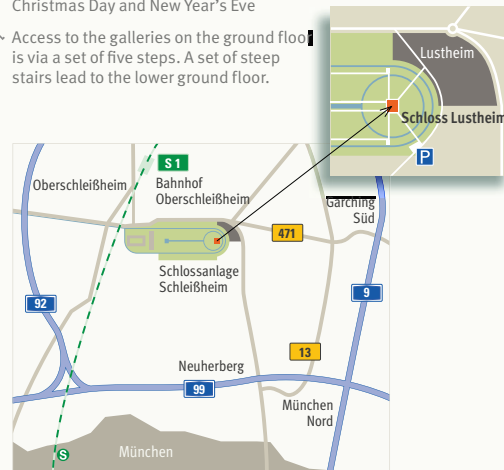 Christmas Day and New Year's Eve
Access to the galleries on the ground floor
is via a set of five steps. A set of steep
stairs lead to the lower ground floor.
Lustheim
Schloss Lustheim
P
S 1
Oberschleißheim
Bahnhof
Oberschleißheim
Garching
Süd
471
Schlossanlage
Schleißheim
92
9
13
Neuherberg
99
München
Nord
München
S